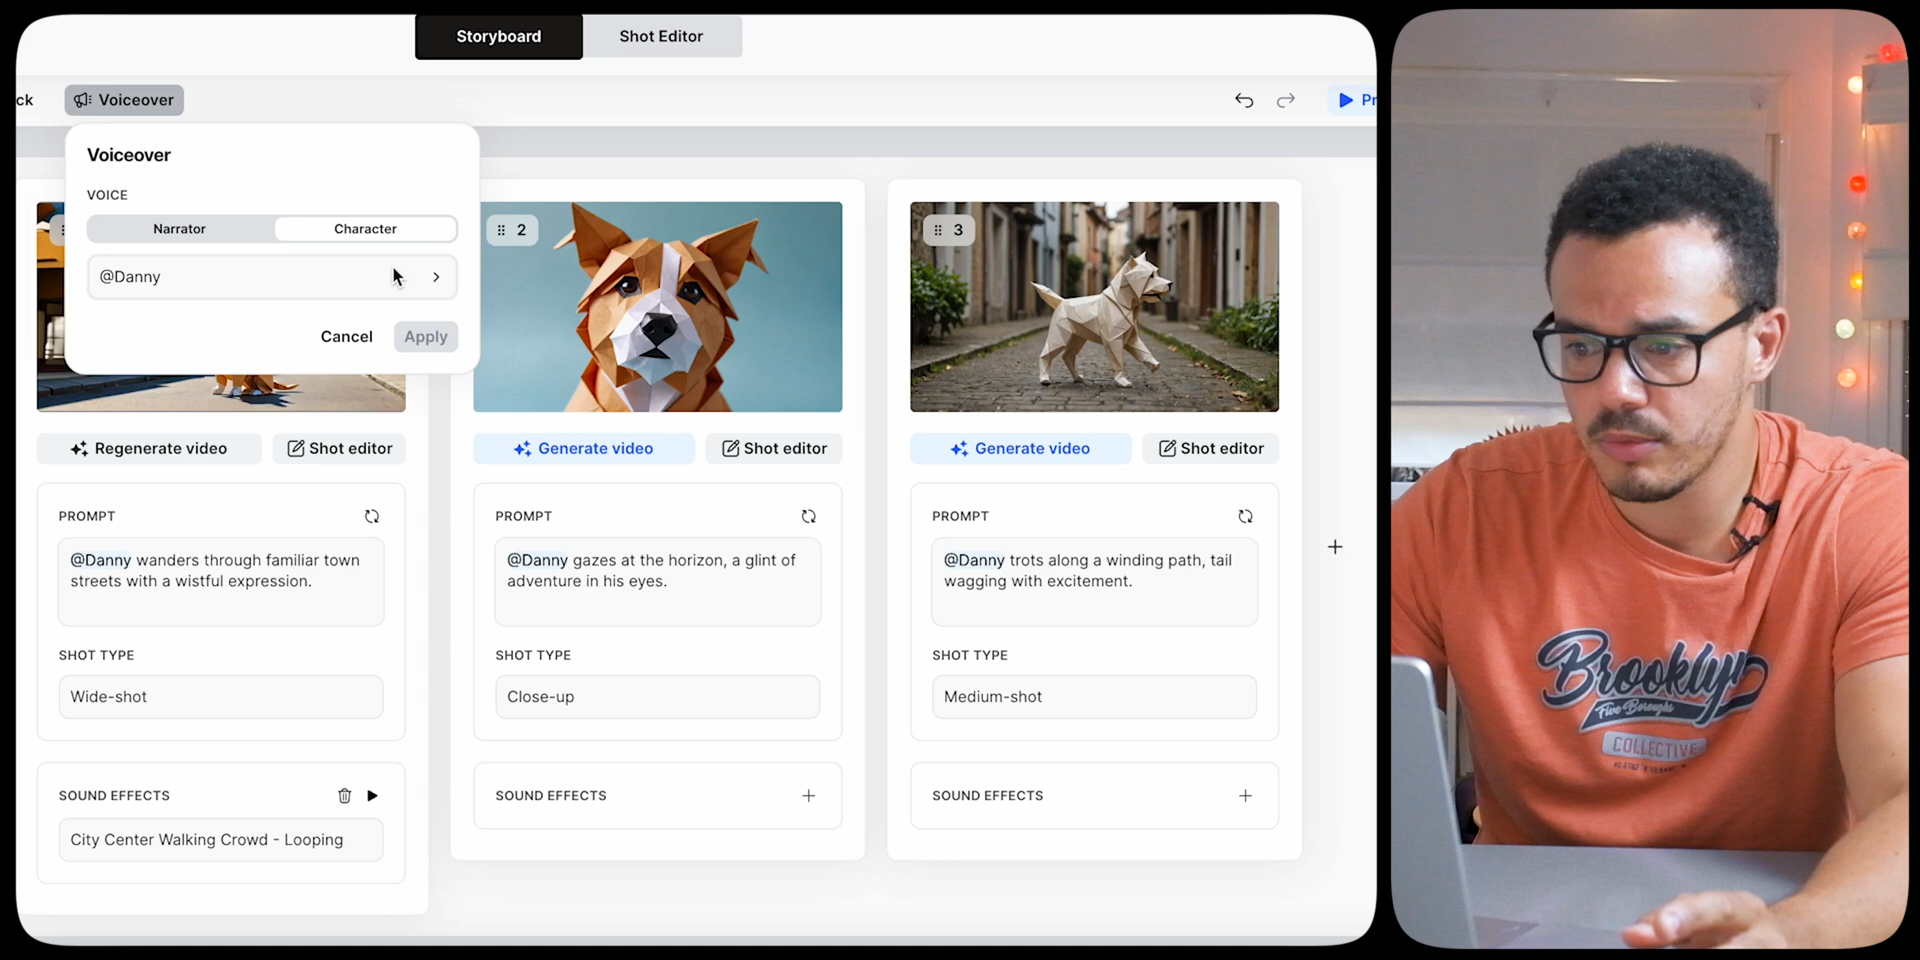 Storyboard
Shot Editor
ck
Voiceover
Pr
Voiceover
VOICE
Narrator
Character
@Danny
Cancel
Apply
2
3
Regenerate video
Shot editor
Generate video
Shot editor
Generate video
Shot editor
PROMPT
@Danny wanders through familiar town
streets with a wistful expression.
SHOT TYPE
Wide-shot
SOUND EFFECTS
City Center Walking Crowd - Looping
PROMPT
@Danny gazes at the horizon, a glint of
adventure in his eyes.
SHOT TYPE
Close-up
SOUND EFFECTS
PROMPT
@Danny trots along a winding path, tail
wagging with excitement.
SHOT TYPE
Medium-shot
SOUND EFFECTS
Brooklyn
Five Boroughs
COLLECTIVE